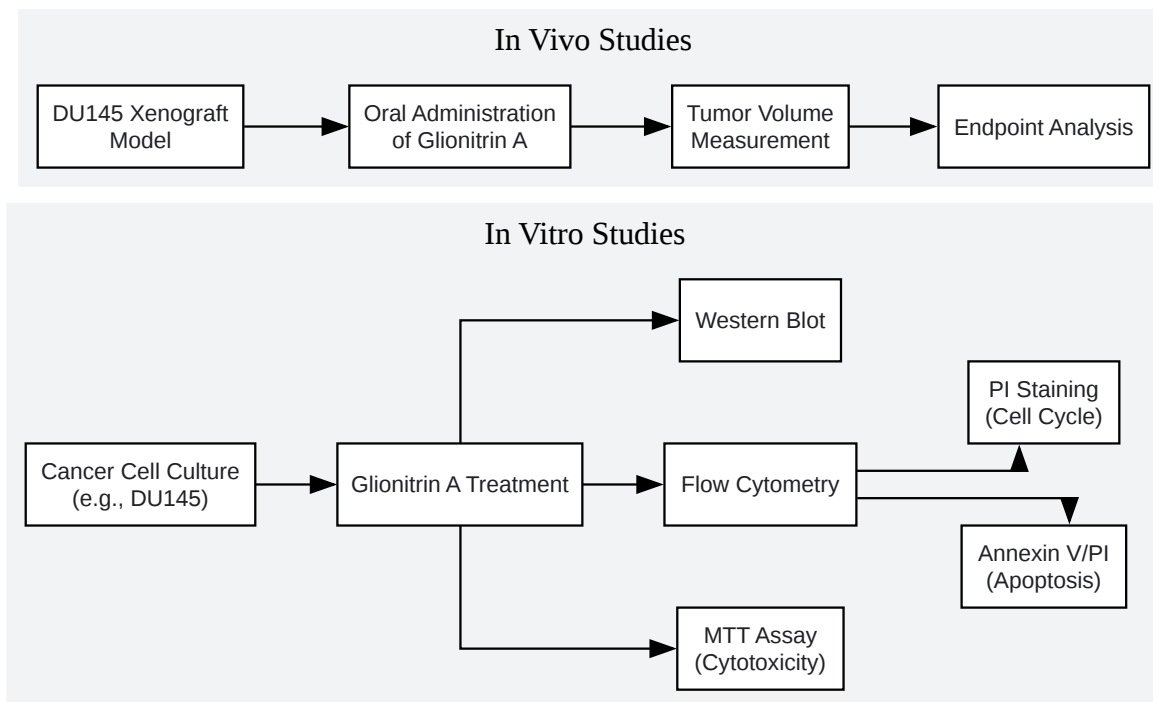 In Vivo Studies
DU145 Xenograft
Model
Oral Administration
of Glionitrin A
Tumor Volume
Measurement
Endpoint Analysis
In Vitro Studies
Western Blot
PI Staining
(Cell Cycle)
Cancer Cell Culture
(e.g., DU145)
Glionitrin A Treatment
Flow Cytometry
Annexin V/PI
(Apoptosis)
MTT Assay
(Cytotoxicity)